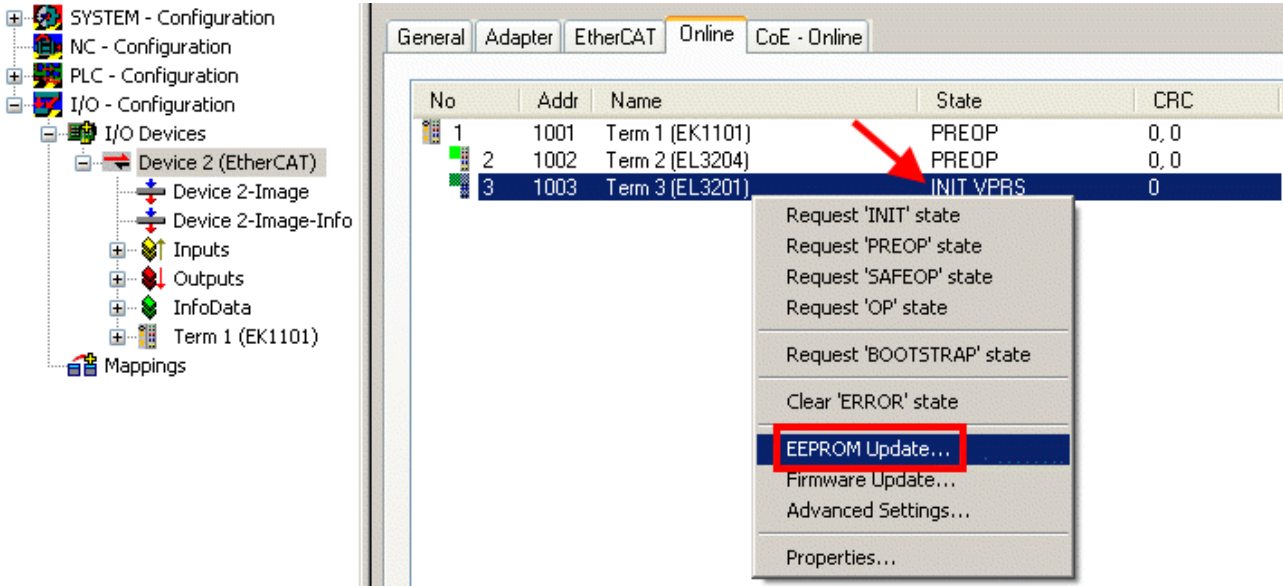 SYSTEM - Configuration
NC - Configuration
PLC - Configuration
I/O - Configuration
I/O Devices
Device 2 (EtherCAT)
Device 2-Image
Device 2-Image-Info
Inputs
Outputs
InfoData
Term 1 (EK1101)
Mappings
General Adapter EtherCAT Online CoE - Online
No Addr Name State CRC
1 1001 Term 1 (EK1101) PREOP 0, 0
2 1002 Term 2 (EL3204) PREOP 0, 0
3 1003 Term 3 (EL3201) INIT VPRS 0
Request 'INIT' state
Request 'PREOP' state
Request 'SAFEOP' state
Request 'OP' state
Request 'BOOTSTRAP' state
Clear 'ERROR' state
EEPROM Update...
Firmware Update...
Advanced Settings...
Properties...